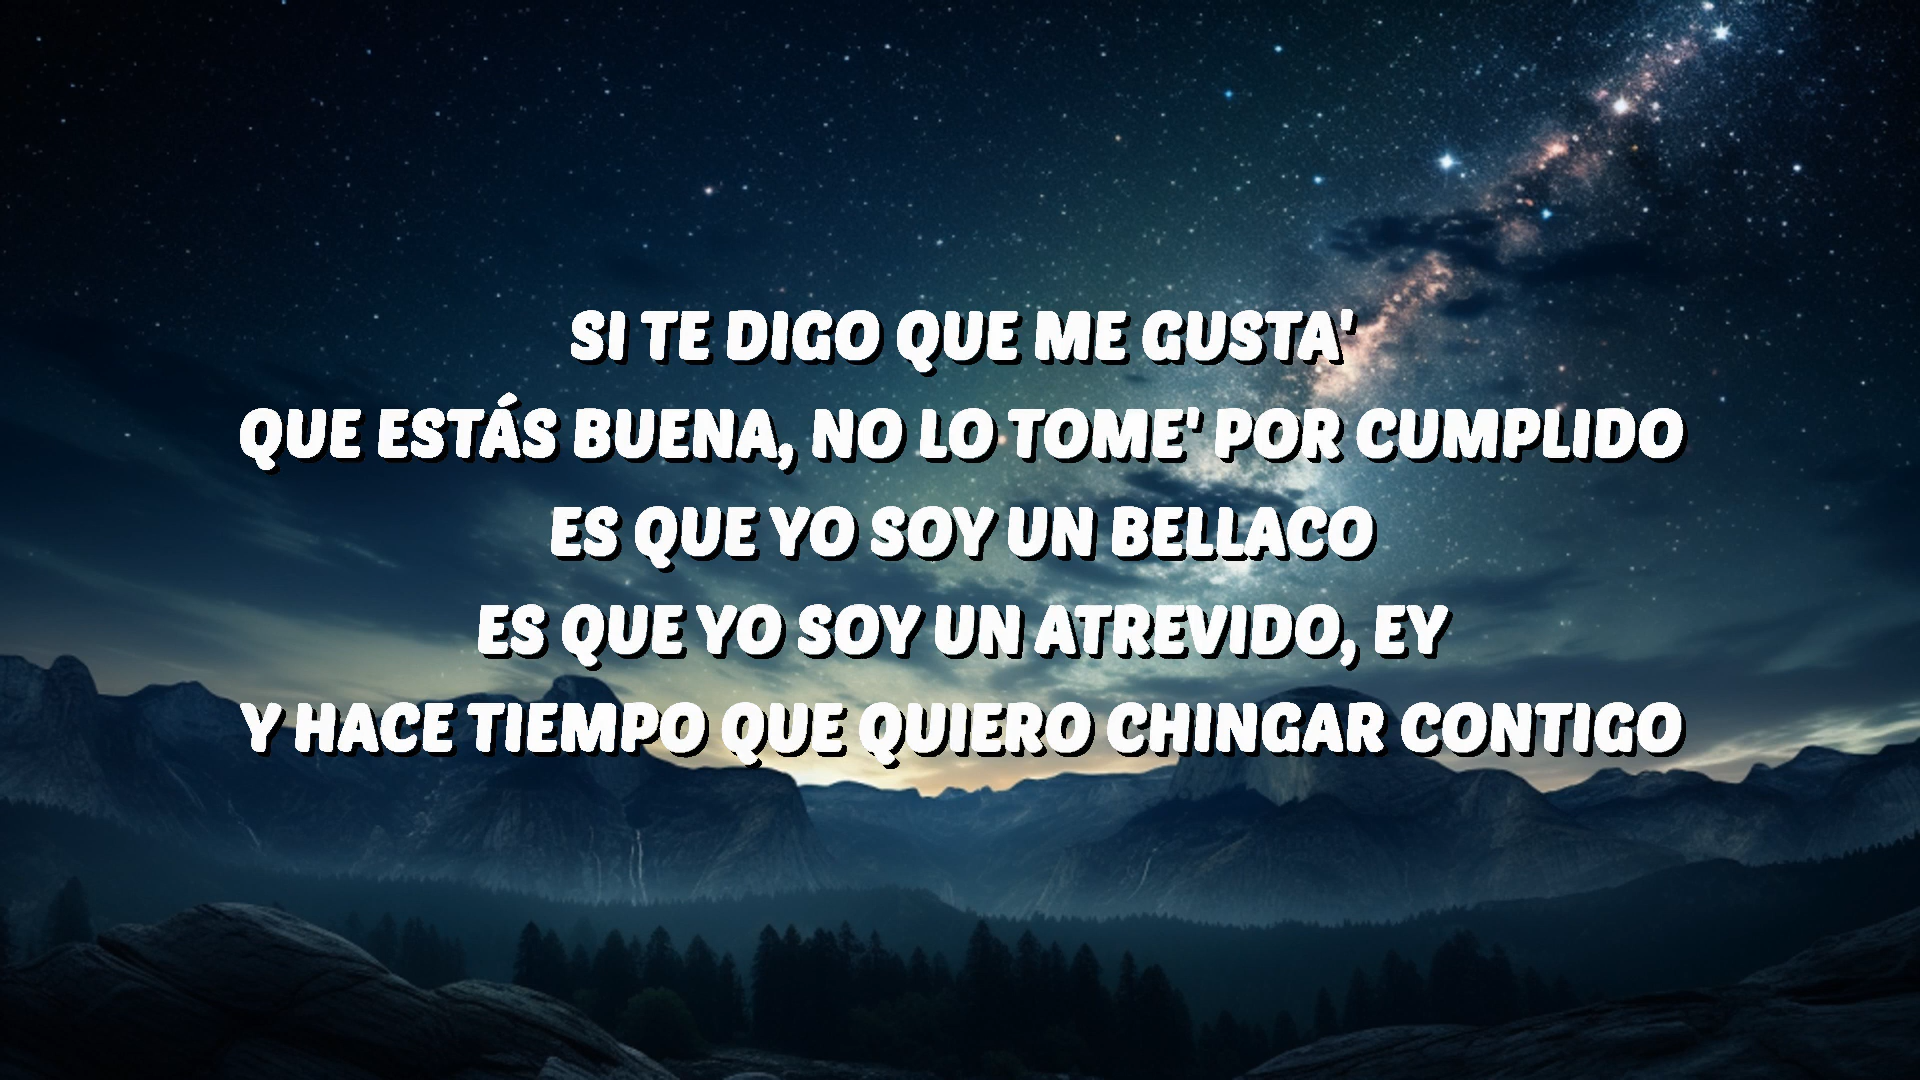 SI TE DIGO QUE ME GUSTA'
QUE ESTÁS BUENA, NO LO TOME' POR CUMPLIDO
ES QUE YO SOY UN BELLACO
ES QUE YO SOY UN ATREVIDO, EY
Y HACE TIEMPO QUE QUIERO CHINGAR CONTIGO